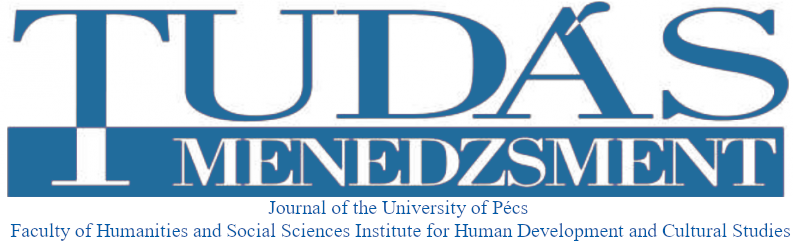 TUDÁS
MENEDZSMENT
Journal of the University of Pécs
Faculty of Humanities and Social Sciences Institute for Human Development and Cultural Studies